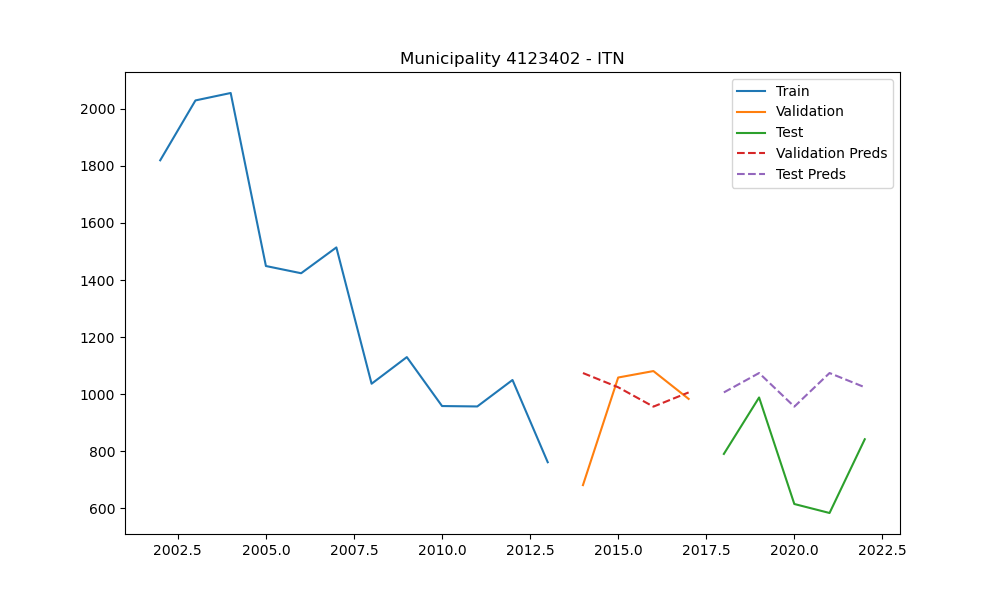 Municipality 4123402 - ITN
Train
Validation
Test
Validation Preds
Test Preds
2000
1800
1600
1400
1200
1000
800
600
2002.5 2005.0 2007.5 2010.0 2012.5 2015.0 2017.5 2020.0 2022.5